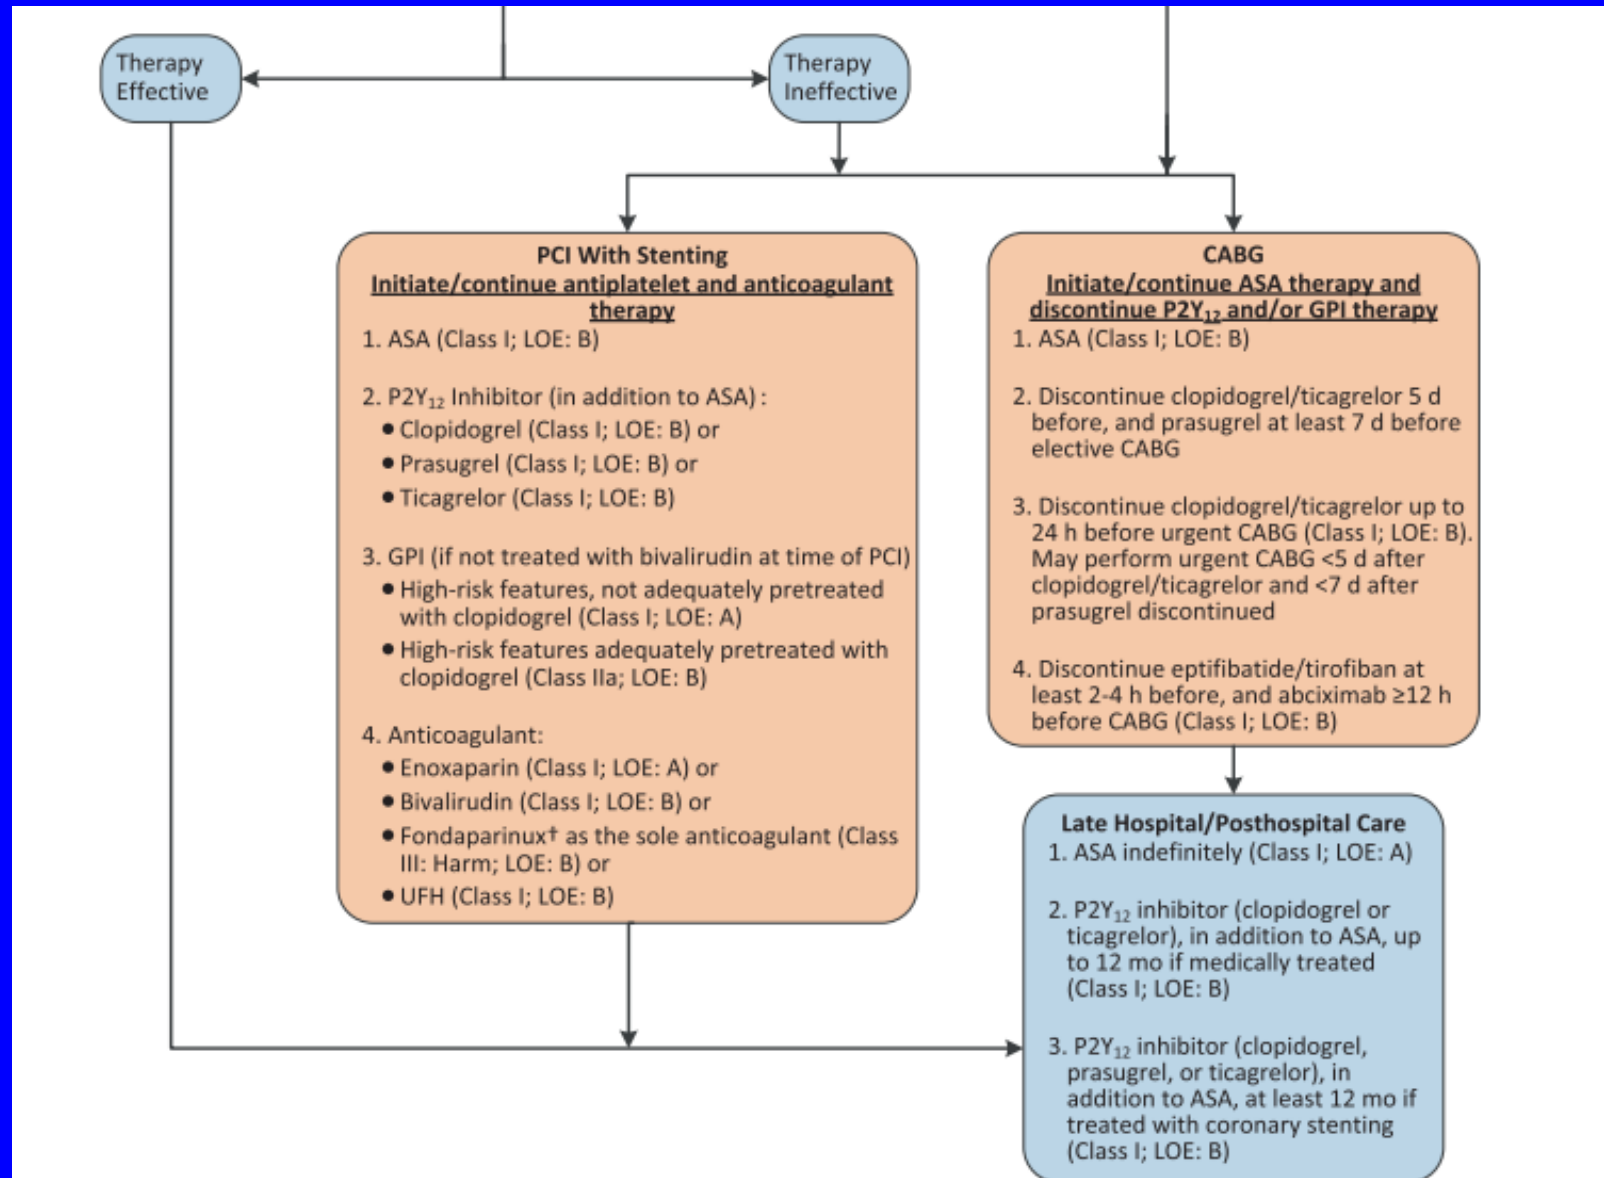 Therapy
Effective
Therapy
Ineffective
PCI With Stenting
Initiate/continue antiplatelet and anticoagulant
therapy
1. ASA (Class I; LOE: B)
2. P2Y₁₂ Inhibitor (in addition to ASA) :
• Clopidogrel (Class I; LOE: B) or
• Prasugrel (Class I; LOE: B) or
• Ticagrelor (Class I; LOE: B)
3. GPI (if not treated with bivalirudin at time of PCI)
• High-risk features, not adequately pretreated
with clopidogrel (Class I; LOE: A)
• High-risk features adequately pretreated with
clopidogrel (Class IIa; LOE: B)
4. Anticoagulant:
• Enoxaparin (Class I; LOE: A) or
• Bivalirudin (Class I; LOE: B) or
• Fondaparinux† as the sole anticoagulant (Class
III: Harm; LOE: B) or
• UFH (Class I; LOE: B)
CABG
Initiate/continue ASA therapy and
discontinue P2Y₁₂ and/or GPI therapy
1. ASA (Class I; LOE: B)
2. Discontinue clopidogrel/ticagrelor 5 d
before, and prasugrel at least 7 d before
elective CABG
3. Discontinue clopidogrel/ticagrelor up to
24 h before urgent CABG (Class I; LOE: B).
May perform urgent CABG <5 d after
clopidogrel/ticagrelor and <7 d after
prasugrel discontinued
4. Discontinue eptifibatide/tirofiban at
least 2-4 h before, and abciximab ≥12 h
before CABG (Class I; LOE: B)
Late Hospital/Posthospital Care
1. ASA indefinitely (Class I; LOE: A)
2. P2Y₁₂ inhibitor (clopidogrel or
ticagrelor), in addition to ASA, up
to 12 mo if medically treated
(Class I; LOE: B)
3. P2Y₁₂ inhibitor (clopidogrel,
prasugrel, or ticagrelor), in
addition to ASA, at least 12 mo if
treated with coronary stenting
(Class I; LOE: B)